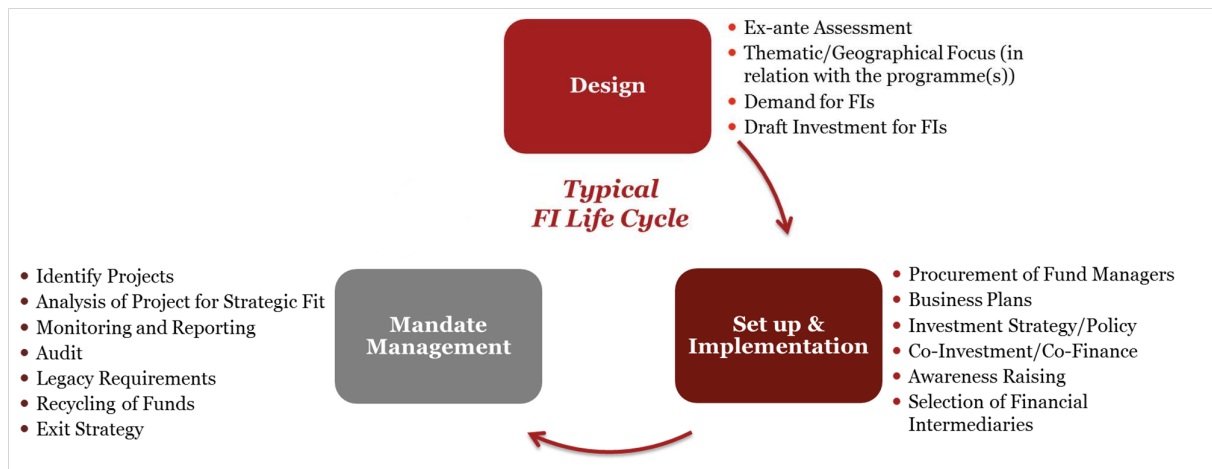 Design
• Ex-ante Assessment
• Thematic/Geographical Focus (in
relation with the programme(s))
• Demand for FIs
• Draft Investment for FIs
Typical
FI Life Cycle
• Identify Projects
• Analysis of Project for Strategic Fit
• Monitoring and Reporting
• Audit
• Legacy Requirements
• Recycling of Funds
• Exit Strategy
Mandate
Management
Set up &
Implementation
• Procurement of Fund Managers
• Business Plans
• Investment Strategy/Policy
• Co-Investment/Co-Finance
• Awareness Raising
• Selection of Financial
Intermediaries